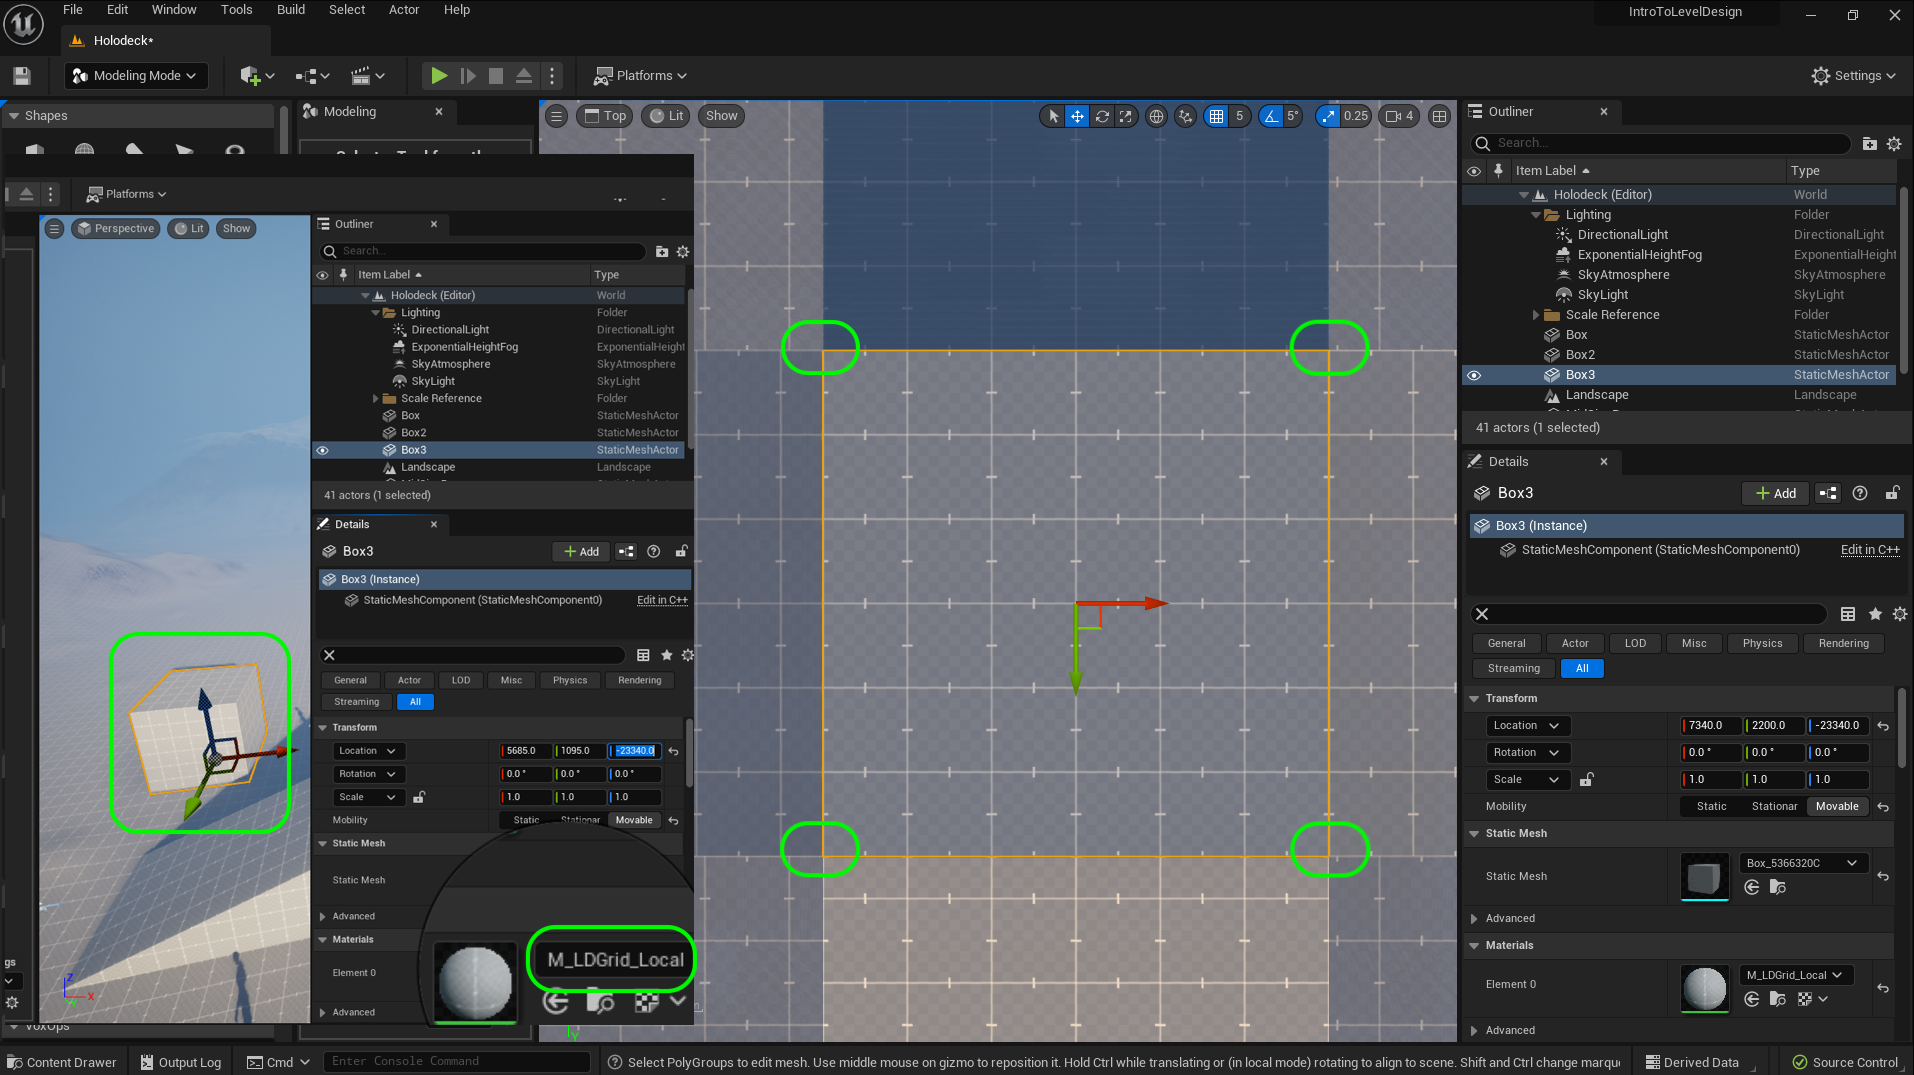 File Edit Window Tools Build Select Actor Help
IntroToLevelDesign
Holodeck*
Modeling Mode
Platforms
Settings
Shapes
Modeling
Top Lit Show
5 5° 0.25 4
Outliner
Search...
Item Label Type
Holodeck (Editor) World
Lighting Folder
DirectionalLight DirectionalLight
ExponentialHeightFog ExponentialHeight
SkyAtmosphere SkyAtmosphere
SkyLight SkyLight
Scale Reference Folder
Box StaticMeshActor
Box2 StaticMeshActor
Box3 StaticMeshActor
Landscape Landscape
41 actors (1 selected)
Details
Box3
Add
Box3 (Instance)
StaticMeshComponent (StaticMeshComponent0) Edit in C++
General Actor LOD Misc Physics Rendering
Streaming All
Transform
Location 7340.0 2200.0 -23340.0
Rotation 0.0 ° 0.0 ° 0.0 °
Scale 1.0 1.0 1.0
Mobility Static Stationar Movable
Static Mesh
Static Mesh Box_5366320C
Advanced
Materials
Element 0 M_LDGrid_Local
Advanced
Platforms
Perspective Lit Show
Outliner
Search...
Item Label Type
Holodeck (Editor) World
Lighting Folder
DirectionalLight DirectionalLight
ExponentialHeightFog ExponentialHeight
SkyAtmosphere SkyAtmosphere
SkyLight SkyLight
Scale Reference Folder
Box StaticMeshActor
Box2 StaticMeshActor
Box3 StaticMeshActor
Landscape Landscape
41 actors (1 selected)
Details
Box3
Add
Box3 (Instance)
StaticMeshComponent (StaticMeshComponent0) Edit in C++
General Actor LOD Misc Physics Rendering
Streaming All
Transform
Location 5685.0 1095.0 -23340.0
Rotation 0.0 ° 0.0 ° 0.0 °
Scale 1.0 1.0 1.0
Mobility Static Stationar Movable
Static Mesh
Static Mesh
Advanced
Materials
Element 0
M_LDGrid_Local
Advanced
gs
Z
X
Y
VoxOps
Content Drawer Output Log Cmd Enter Console Command Select PolyGroups to edit mesh. Use middle mouse on gizmo to reposition it. Hold Ctrl while translating or (in local mode) rotating to align to scene. Shift and Ctrl change marqu Derived Data Source Control